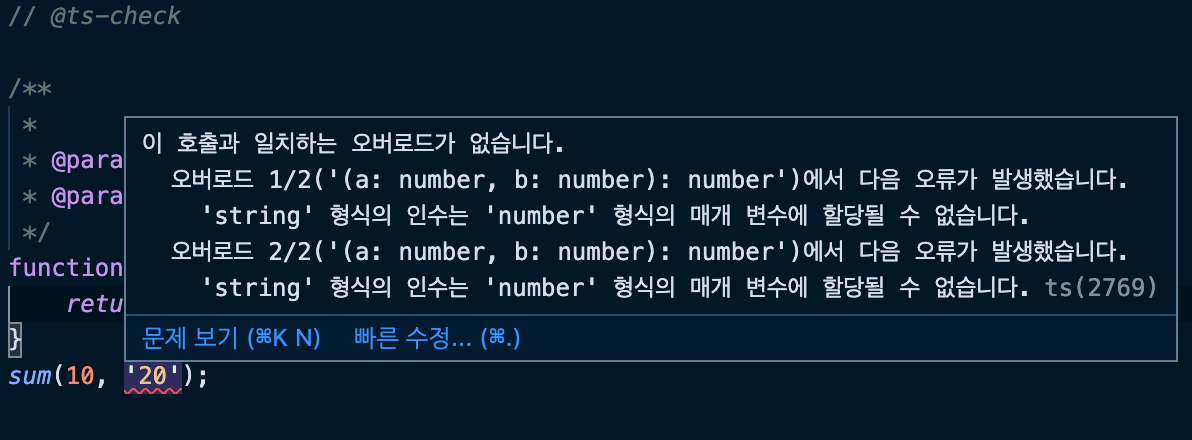 // @ts-check
/**
*
* @para
* @para
*/
function
retu
}
sum(10, '20');
이 호출과 일치하는 오버로드가 없습니다.
오버로드 1/2('(a: number, b: number): number')에서 다음 오류가 발생했습니다.
'string' 형식의 인수는 'number' 형식의 매개 변수에 할당될 수 없습니다.
오버로드 2/2('(a: number, b: number): number')에서 다음 오류가 발생했습니다.
'string' 형식의 인수는 'number' 형식의 매개 변수에 할당될 수 없습니다. ts(2769)
문제 보기 (⌘K N) 빠른 수정... (⌘.)